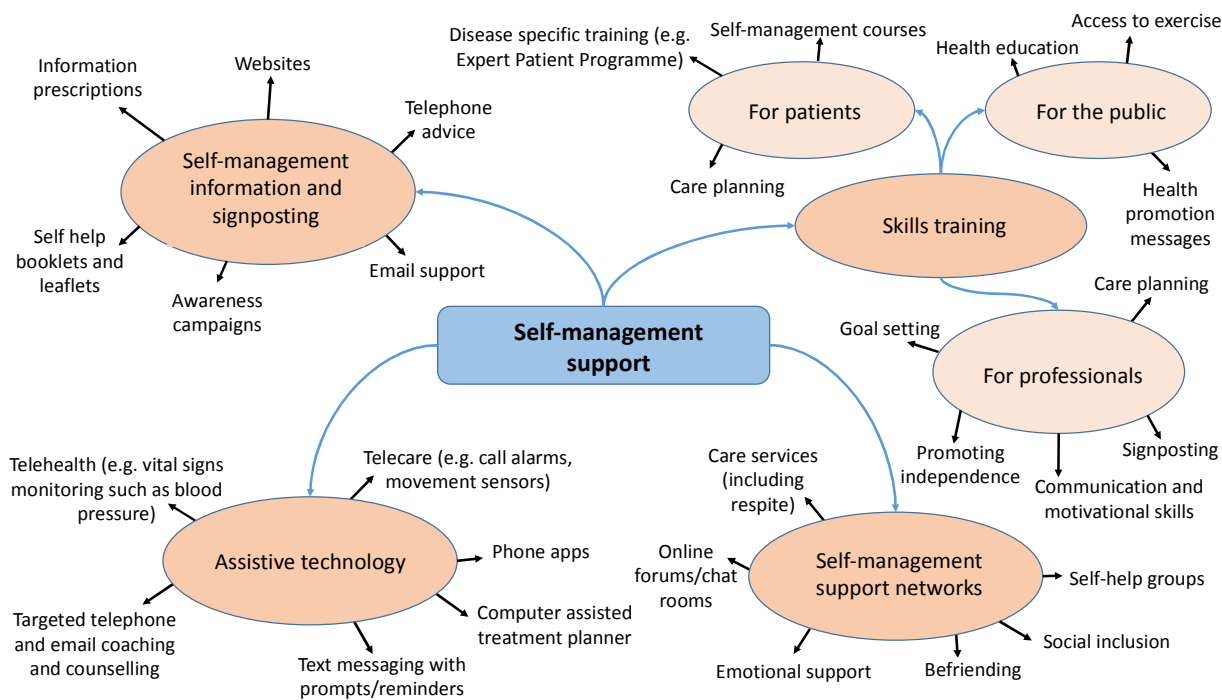 Information
prescriptions
Websites
Telephone
advice
Self-management
information and
signposting
Self help
booklets and
leaflets
Awareness
campaigns
Email support
Disease specific training (e.g.
Expert Patient Programme)
Self-management courses
For patients
Care planning
Health education
Access to exercise
For the public
Health
promotion
messages
Skills training
Care planning
Goal setting
For professionals
Promoting
independence
Communication and
motivational skills
Signposting
Self-management
support
Telehealth (e.g. vital signs
monitoring such as blood
pressure)
Telecare (e.g. call alarms,
movement sensors)
Assistive technology
Phone apps
Computer assisted
treatment planner
Text messaging with
prompts/reminders
Targeted telephone
and email coaching
and counselling
Care services
(including
respite)
Online
forums/chat
rooms
Self-management
support networks
Self-help groups
Social inclusion
Befriending
Emotional support